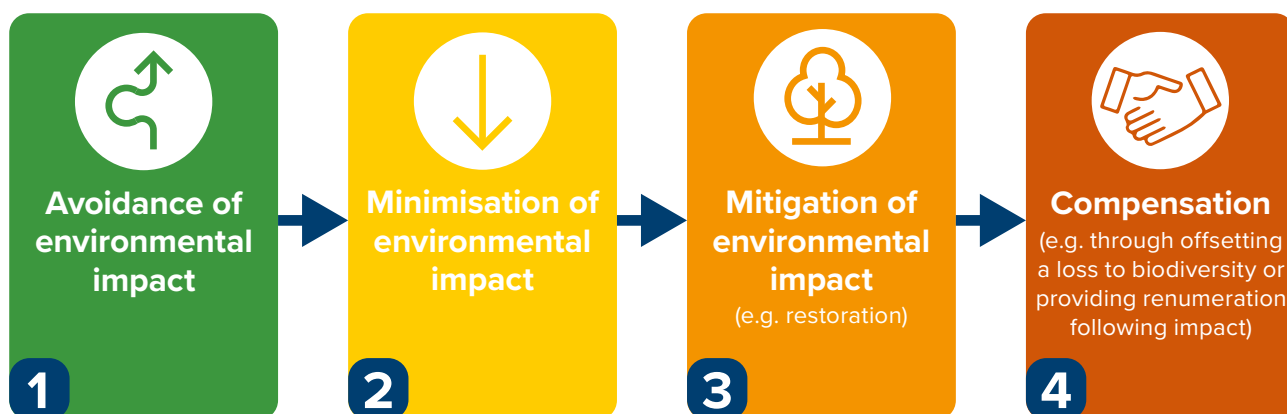 Avoidance of
environmental
impact
1
Minimisation of
environmental
impact
2
Mitigation of
environmental
impact
(e.g. restoration)
3
Compensation
(e.g. through offsetting
a loss to biodiversity or
providing renumeration
following impact)
4